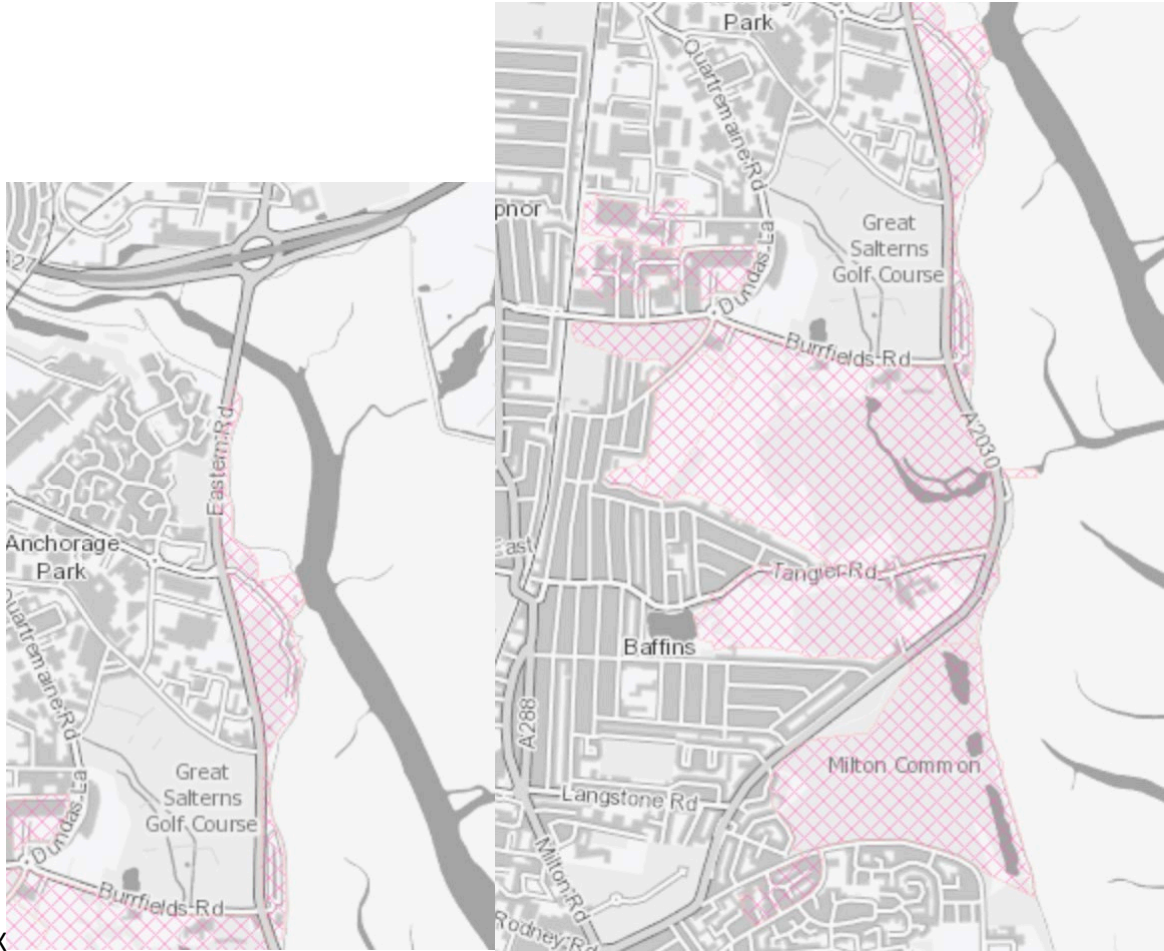 A27
Eastern Rd
Anchorage
Park
Quartremaine Rd
Dundas La
Great
Salterns
Golf Course
Burrfields Rd
x
Park
Quartremaine Rd
pnor
Dundas La
Great
Salterns
Golf Course
Burrfields Rd
A2030
East
Tangier Rd
Baffins
A288
Milton Common
Langstone Rd
Milton Rd
Rodney Rd